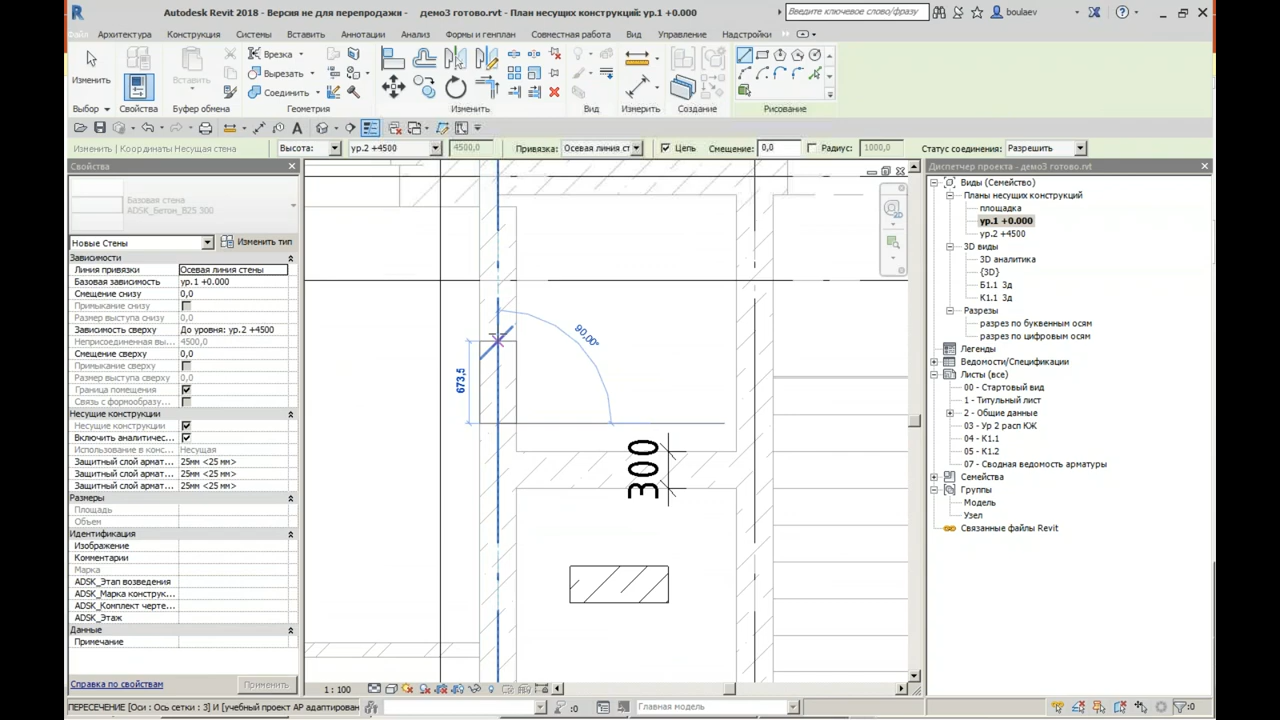 Autodesk Revit 2018 - Версия не для перепродажи - демо3 готово.rvt - План несущих конструкций: ур.1 +0.000
Введите ключевое слово/фразу
boulaev
Файл Архитектура Конструкция Системы Вставить Аннотации Анализ Формы и генплан Совместная работа Вид Управление Надстройки
Изменить
Свойства
Вставить
Врезка
Вырезать
Соединить
Выбор Свойства Буфер обмена Геометрия Изменить Вид Измерить Создание Рисование
Изменить | Координаты Несущая стена Высота: ур.2 +4500 4500,0 Привязка: Осевая линия ст Цепь Смещение: 0,0 Радиус: 1000,0 Статус соединения: Разрешить
Свойства
Базовая стена
ADSK_Бетон_B25 300
Новые Стены Изменить тип
Зависимости
Линия привязки Осевая линия стены
Базовая зависимость ур.1 +0.000
Смещение снизу 0,0
Примыкание снизу
Размер выступа снизу 0,0
Зависимость сверху До уровня: ур.2 +4500
Неприсоединенная вы... 4500,0
Смещение сверху 0,0
Примыкание сверху
Размер выступа сверху 0,0
Граница помещения
Связь с формообразу...
Несущие конструкции
Несущие конструкции
Включить аналитичес...
Использование в конс... Несущая
Защитный слой армат... 25мм <25 mm>
Защитный слой армат... 25мм <25 mm>
Защитный слой армат... 25мм <25 mm>
Размеры
Площадь
Объем
Идентификация
Изображение
Комментарии
Марка
ADSK_Этап возведения
ADSK_Марка конструк...
ADSK_Комплект черте...
ADSK_Этаж
Данные
Примечание
Справка по свойствам Применить
90.00°
673,5
300
1 : 100
Диспетчер проекта - демо3 готово.rvt
Виды (Семейство)
Планы несущих конструкций
площадка
ур.1 +0.000
ур.2 +4500
3D виды
3D аналитика
{3D}
Б1.1 3д
К1.1 3д
Разрезы
разрез по буквенным осям
разрез по цифровым осям
Легенды
Ведомости/Спецификации
Листы (все)
00 - Стартовый вид
1 - Титульный лист
2 - Общие данные
03 - Ур 2 расп КЖ
04 - К1.1
05 - К1.2
07 - Сводная ведомость арматуры
Семейства
Группы
Модель
Узел
Связанные файлы Revit
ПЕРЕСЕЧЕНИЕ [Оси : Ось сетки : 3] И [учебный проект АР адаптирован :0 Главная модель :0